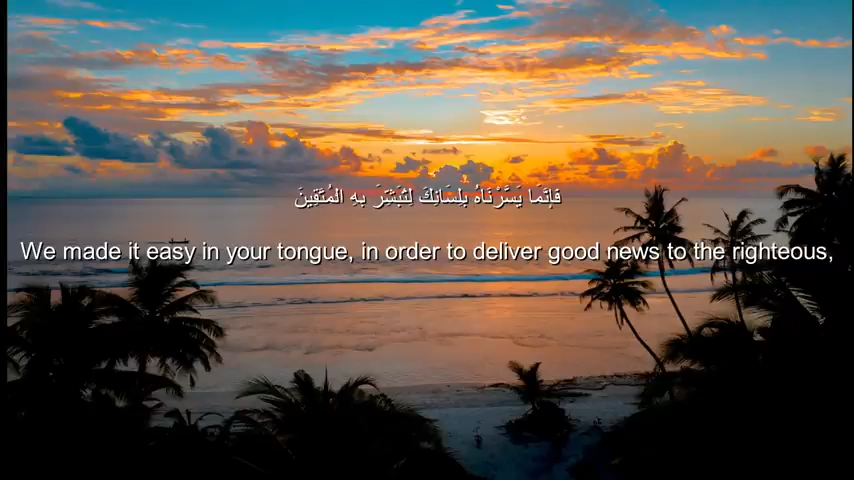 فَإِنَّمَا يَسَّرْنَاهُ بِلِسَانِكَ لِتُبَشِّرَ بِهِ الْمُتَّقِينَ
We made it easy in your tongue, in order to deliver good news to the righteous,